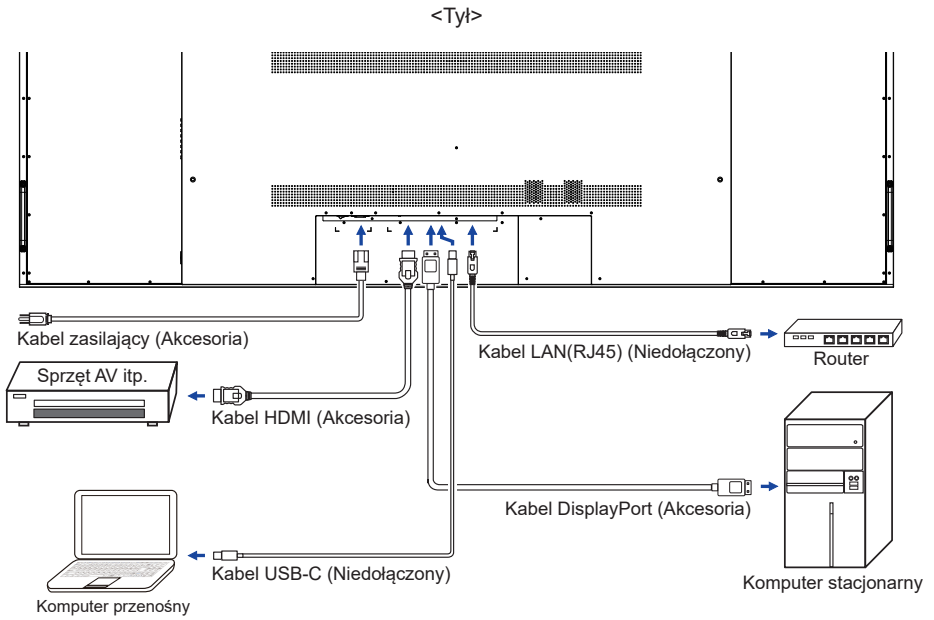 <Tył>
Kabel zasilający (Akcesoria)
Kabel LAN(RJ45) (Niedołączony)
Router
Sprzęt AV itp.
Kabel HDMI (Akcesoria)
Kabel DisplayPort (Akcesoria)
Kabel USB-C (Niedołączony)
Komputer stacjonarny
Komputer przenośny